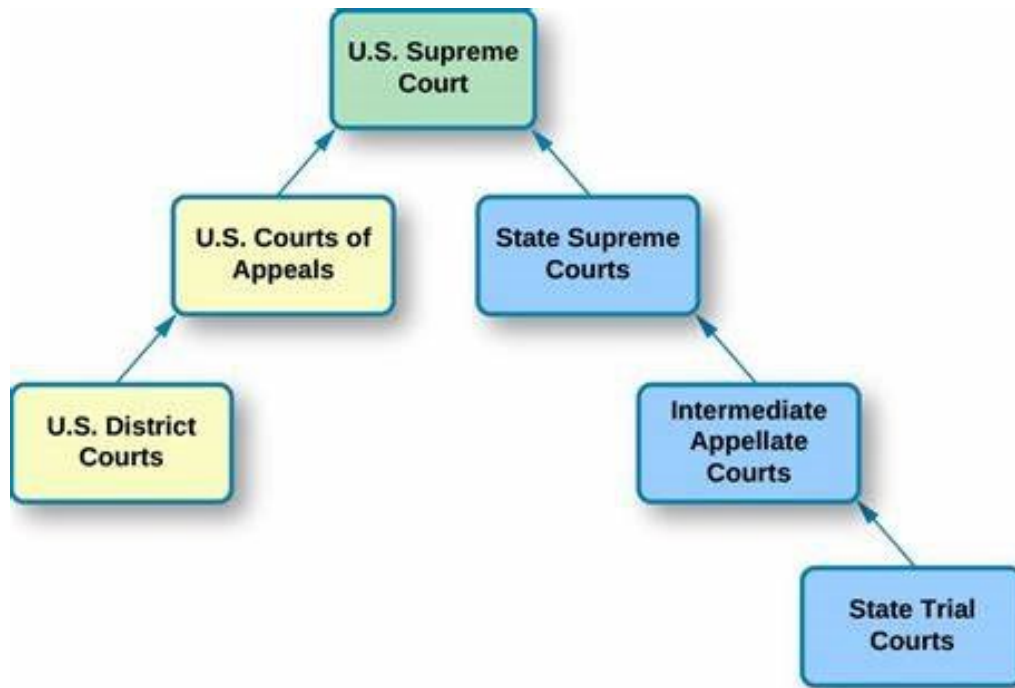 U.S. Supreme
Court
U.S. Courts of
Appeals
State Supreme
Courts
U.S. District
Courts
Intermediate
Appellate
Courts
State Trial
Courts